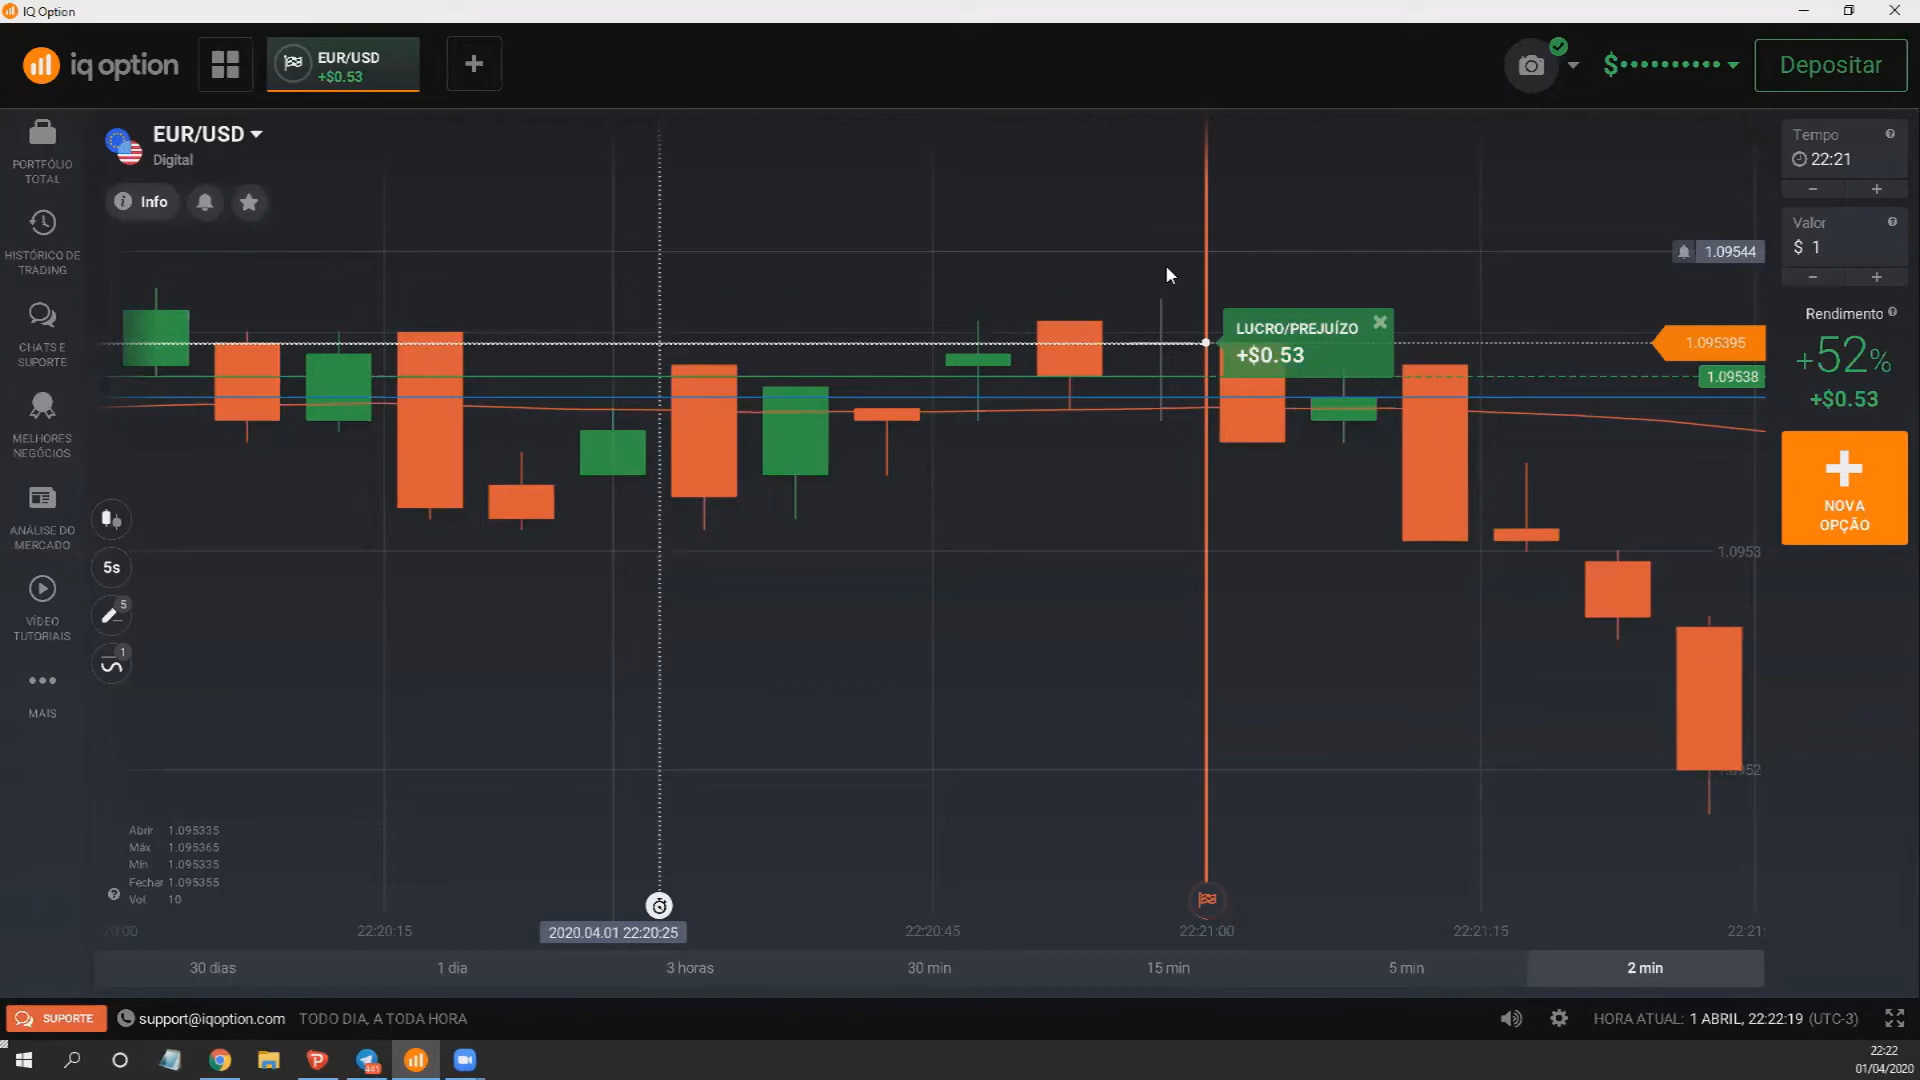 IQ Option
iq option
EUR/USD
+$0.53
$
Depositar
PORTFÓLIO
TOTAL
HISTÓRICO DE
TRADING
CHATS E
SUPORTE
MELHORES
NEGÓCIOS
ANÁLISE DO
MERCADO
VÍDEO
TUTORIAIS
MAIS
EUR/USD
Digital
Info
5s
5
1
LUCRO/PREJUÍZO
+$0.53
1.09544
1.095395
1.09538
1.0953
Tempo
22:21
Valor
$ 1
Rendimento
+52%
+$0.53
NOVA
OPÇÃO
Abrir 1.095335
Máx 1.095365
Mín 1.095335
Fechar 1.095355
Vol. 10
22:20:15
2020.04.01 22:20:25
22:20:45
22:21:00
22:21:15
22:21:
30 dias
1 dia
3 horas
30 min
15 min
5 min
2 min
SUPORTE
support@iqoption.com
TODO DIA, A TODA HORA
HORA ATUAL: 1 ABRIL, 22:22:19 (UTC-3)
441
22:22
01/04/2020